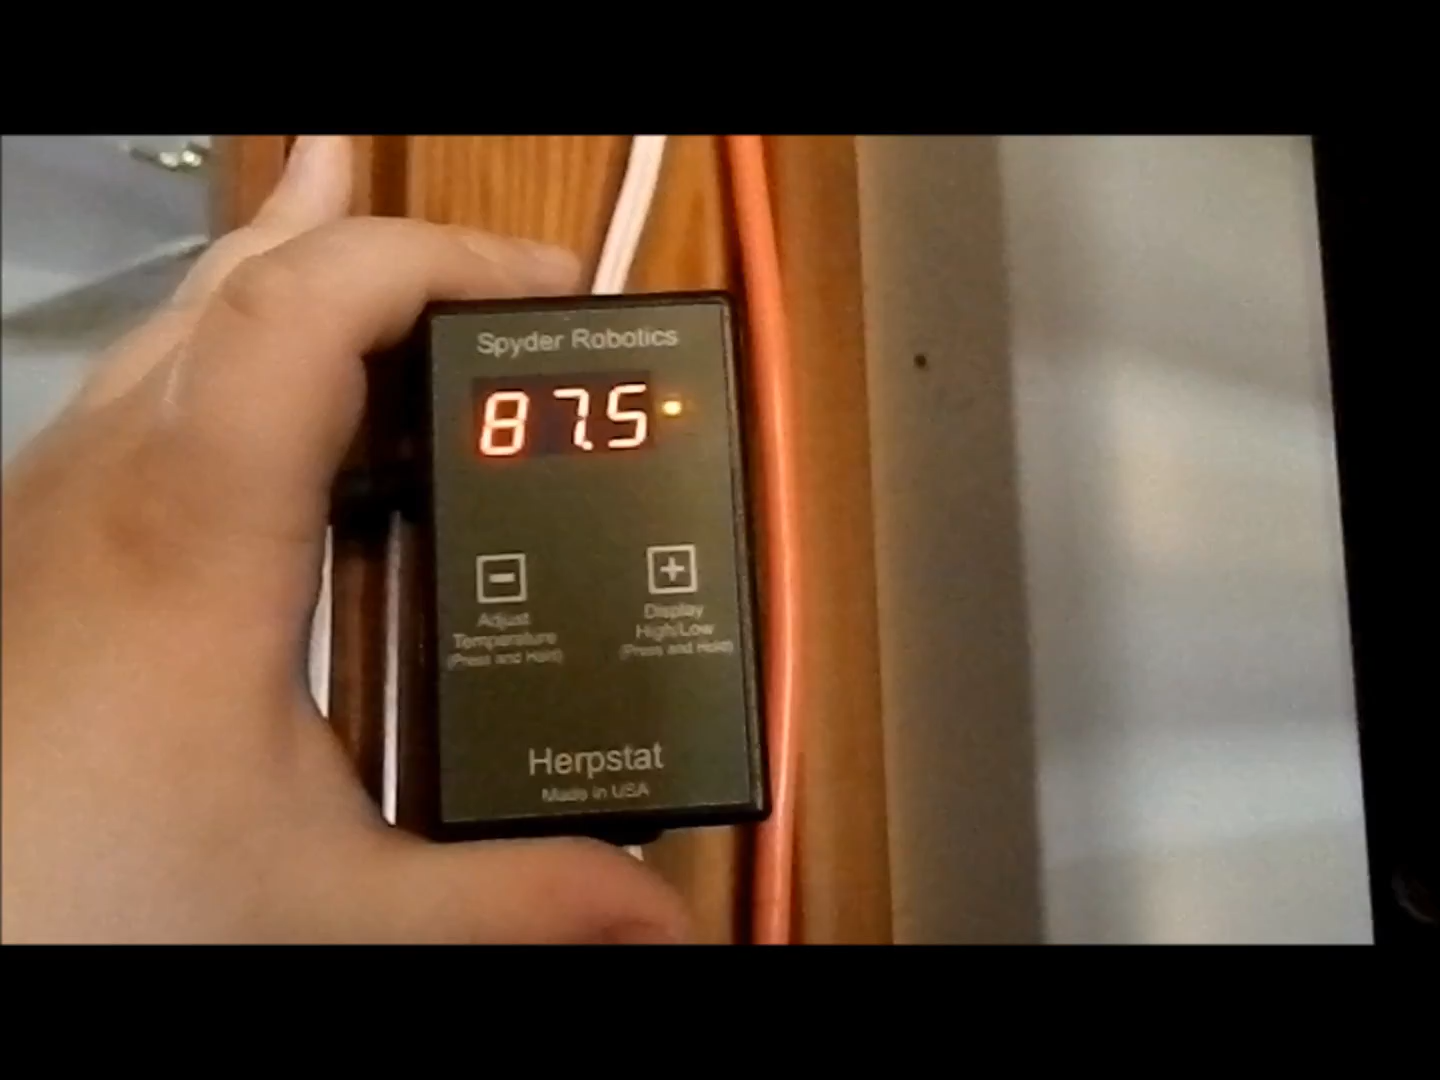 Spyder Robotics
87.5
Adjust
Temperature
(Press and Hold)
Display
High/Low
(Press and Hold)
Herpstat
Made in USA